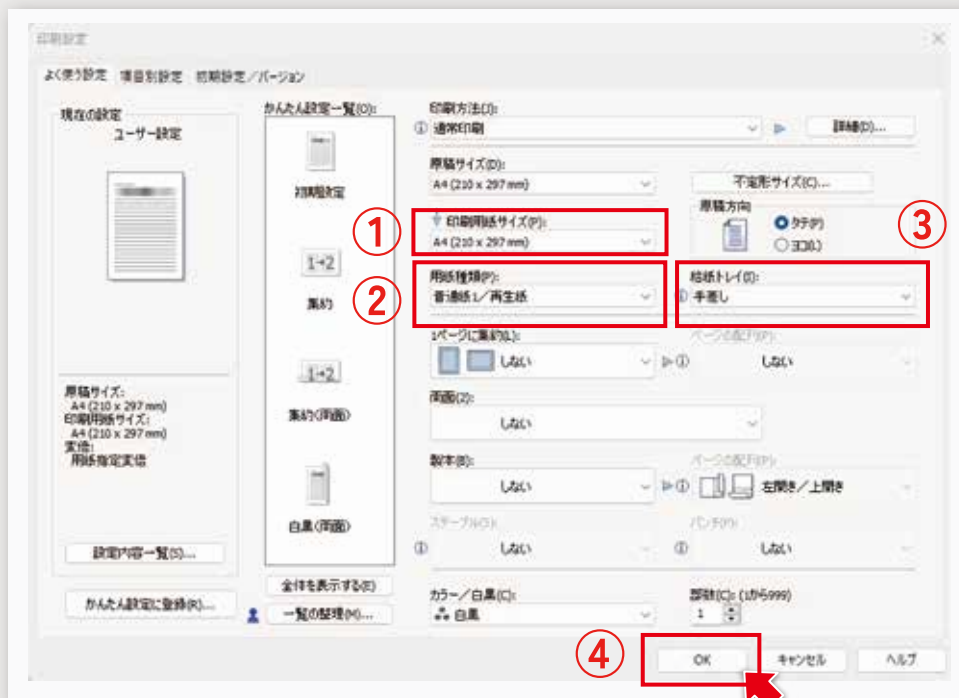 印刷設定
よく使う設定 項目別設定 初期設定／バージョン
現在の設定
ユーザー設定
原稿サイズ:
A4 (210 x 297 mm)
印刷用紙サイズ:
A4 (210 x 297 mm)
変倍:
用紙指定変倍
設定内容一覧(S)...
かんたん設定に登録(R)...
かんたん設定一覧(O):
初期設定
1→2
集約
1→2
集約(両面)
白黒(両面)
全体を表示する(E)
一覧の整理(M)...
印刷方法(J):
通常印刷
詳細(D)...
原稿サイズ(D):
A4 (210 x 297 mm)
不定形サイズ(C)...
原稿方向
タテ(P)
ヨコ(L)
①
印刷用紙サイズ(P):
A4 (210 x 297 mm)
②
用紙種類(P):
普通紙1／再生紙
③
給紙トレイ(I):
手差し
1ページに集約(L):
しない
ページの配列(P):
しない
両面(2):
しない
製本(B):
しない
ページの配列(P):
左開き／上開き
ステープル(G):
しない
パンチ(Y):
しない
カラー／白黒(C):
白黒
部数(C): (1から999)
1
④
OK
キャンセル
ヘルプ